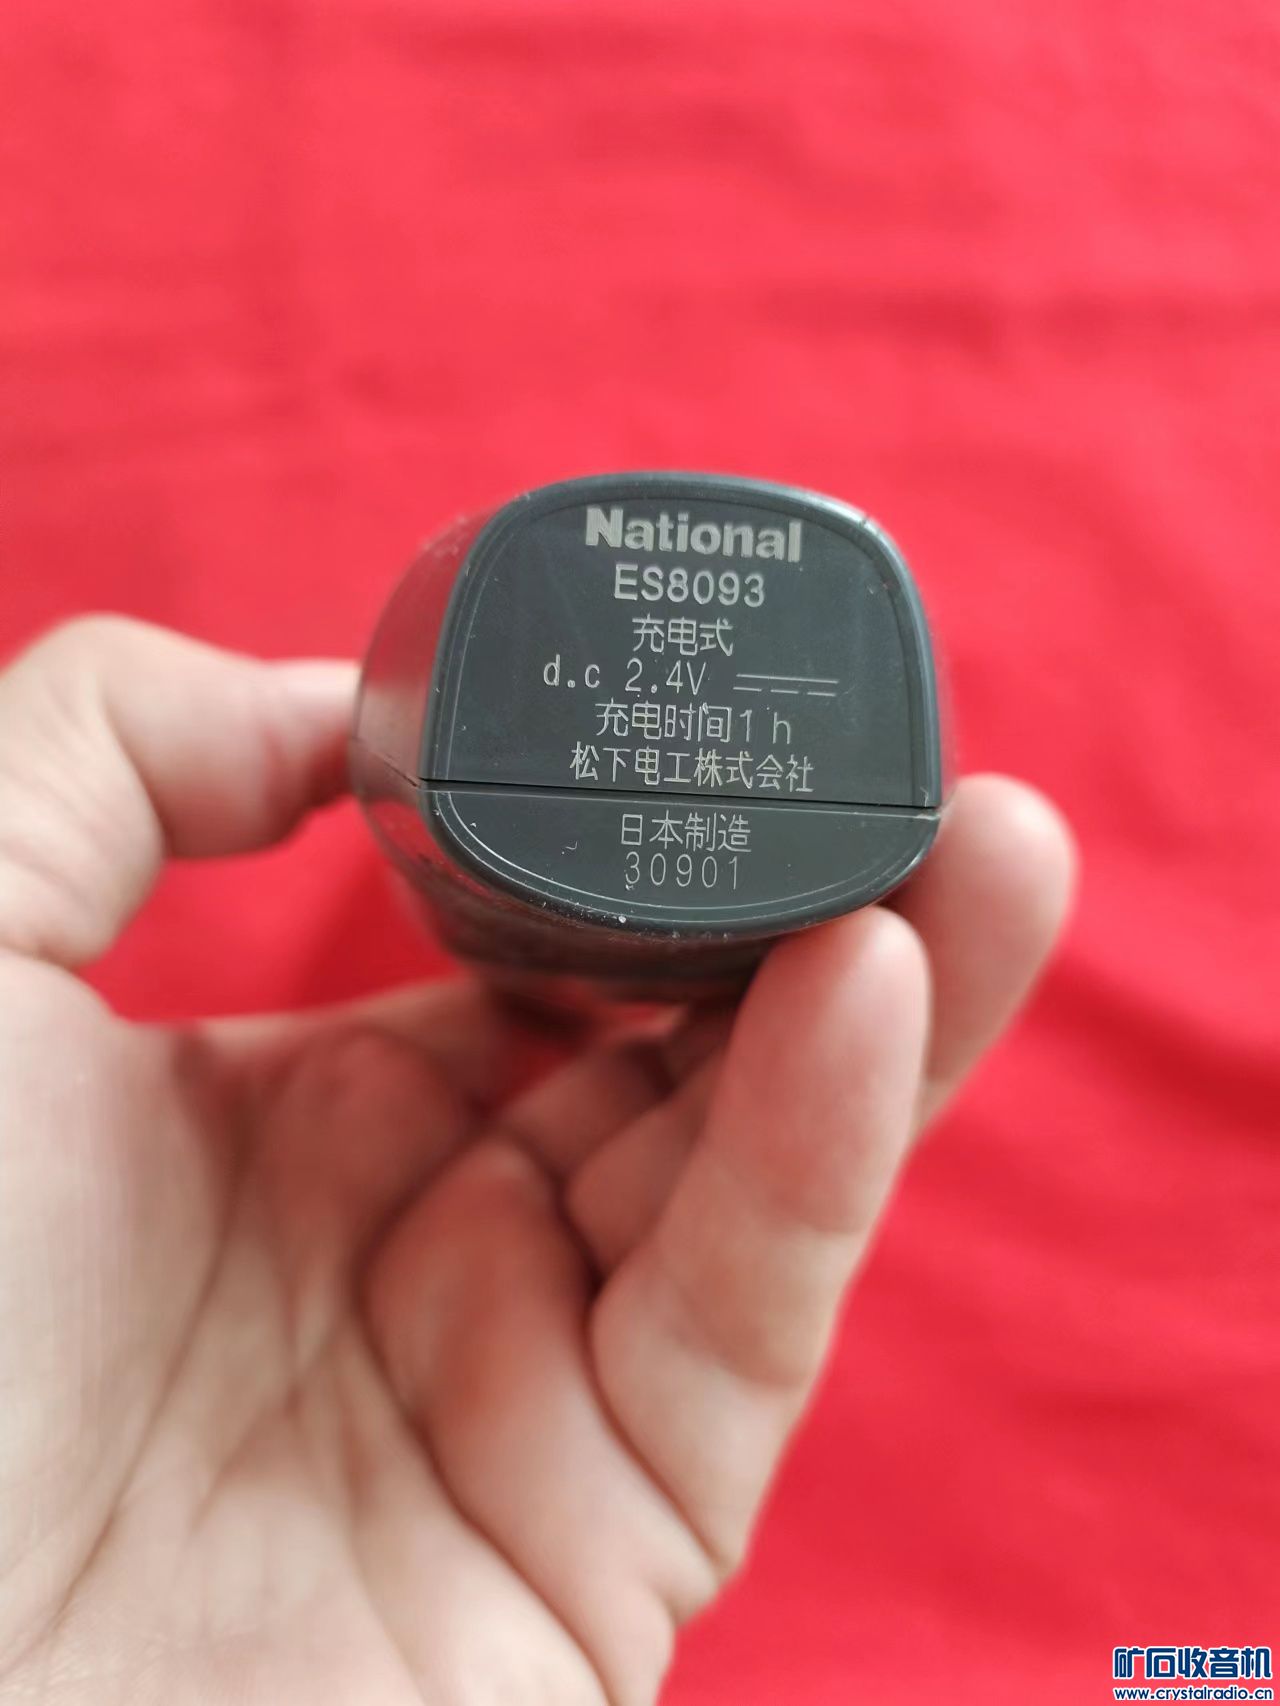 National
ES8093
充电式
d.c 2.4V
充电时间1h
松下电工株式会社
日本制造
30901
矿石收音机
www.crystalradio.cn